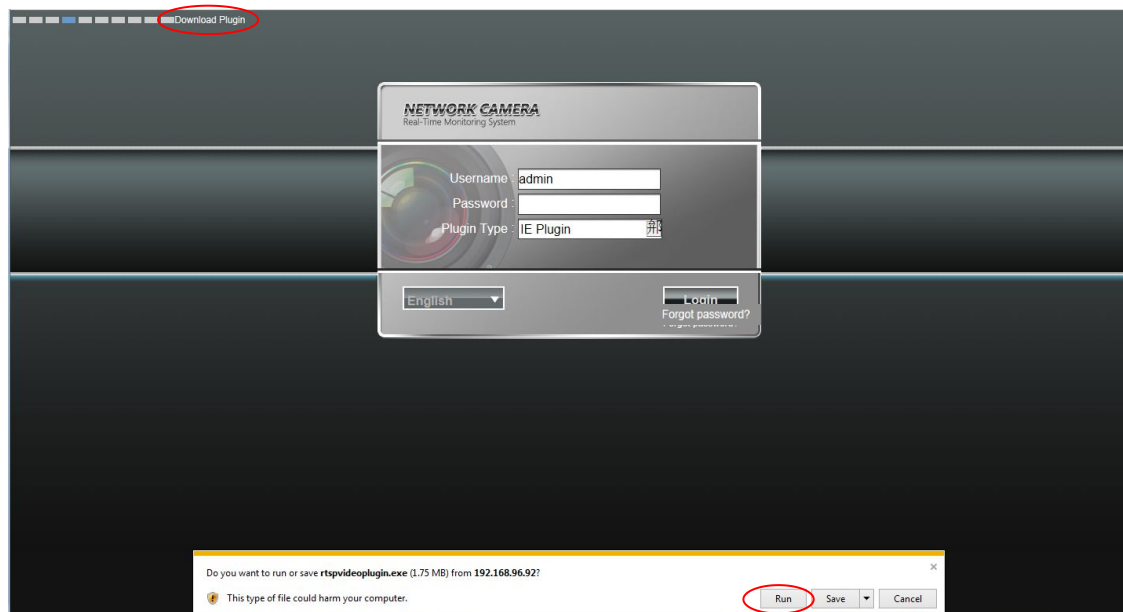 Download Plugin
NETWORK CAMERA
Real-Time Monitoring System
Username : admin
Password :
Plugin Type : IE Plugin
English
Login
Forgot password?
Do you want to run or save rtspvideoplugin.exe (1.75 MB) from 192.168.96.92?
This type of file could harm your computer.
Run Save Cancel